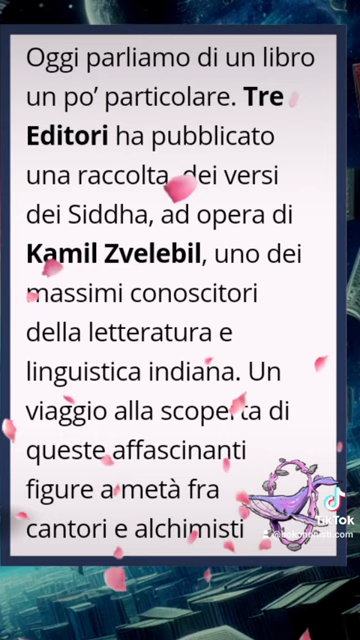 Oggi parliamo di un libro
un po' particolare. Tre
Editori ha pubblicato
una raccolta dei versi
dei Siddha, ad opera di
Kamil Zvelebil, uno dei
massimi conoscitori
della letteratura e
linguistica indiana. Un
viaggio alla scoperta di
queste affascinanti
figure a metà fra
cantori e alchimisti
TikTok